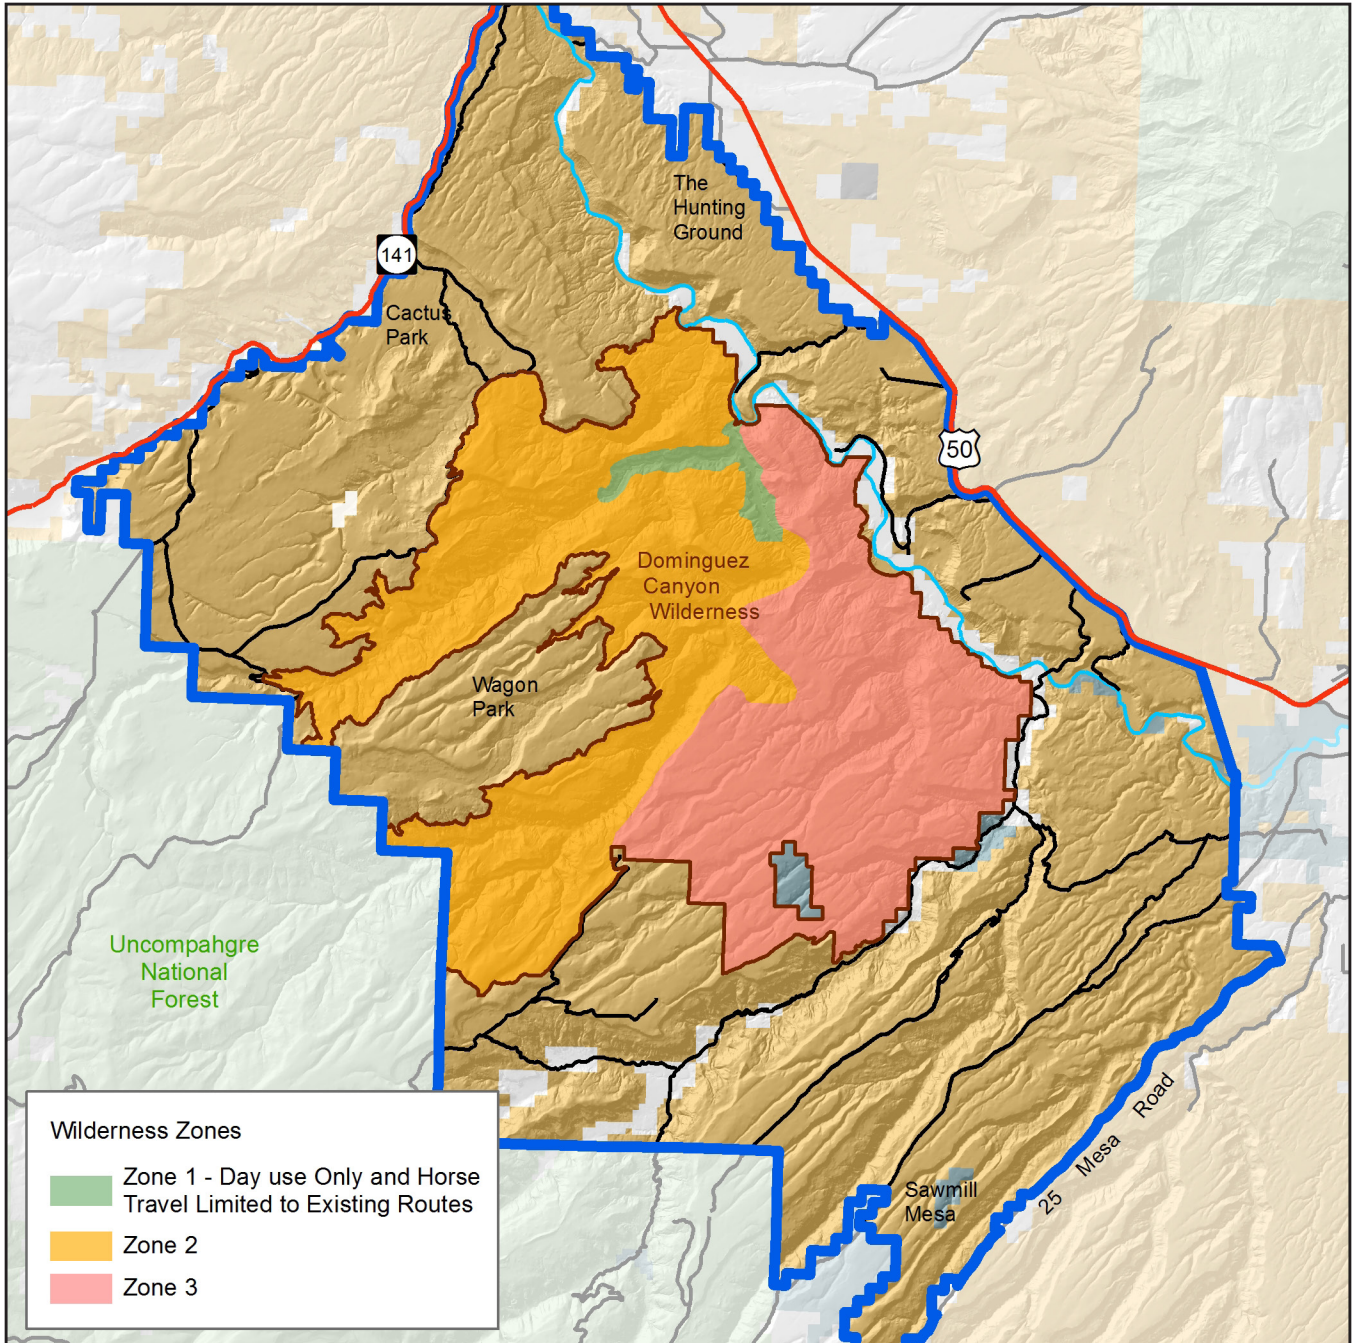 The
Hunting
Ground
141
Cactus
Park
50
Dominguez
Canyon
Wilderness
Wagon
Park
Uncompahgre
National
Forest
25 Mesa Road
Sawmill
Mesa
Wilderness Zones
Zone 1 - Day use Only and Horse
Travel Limited to Existing Routes
Zone 2
Zone 3